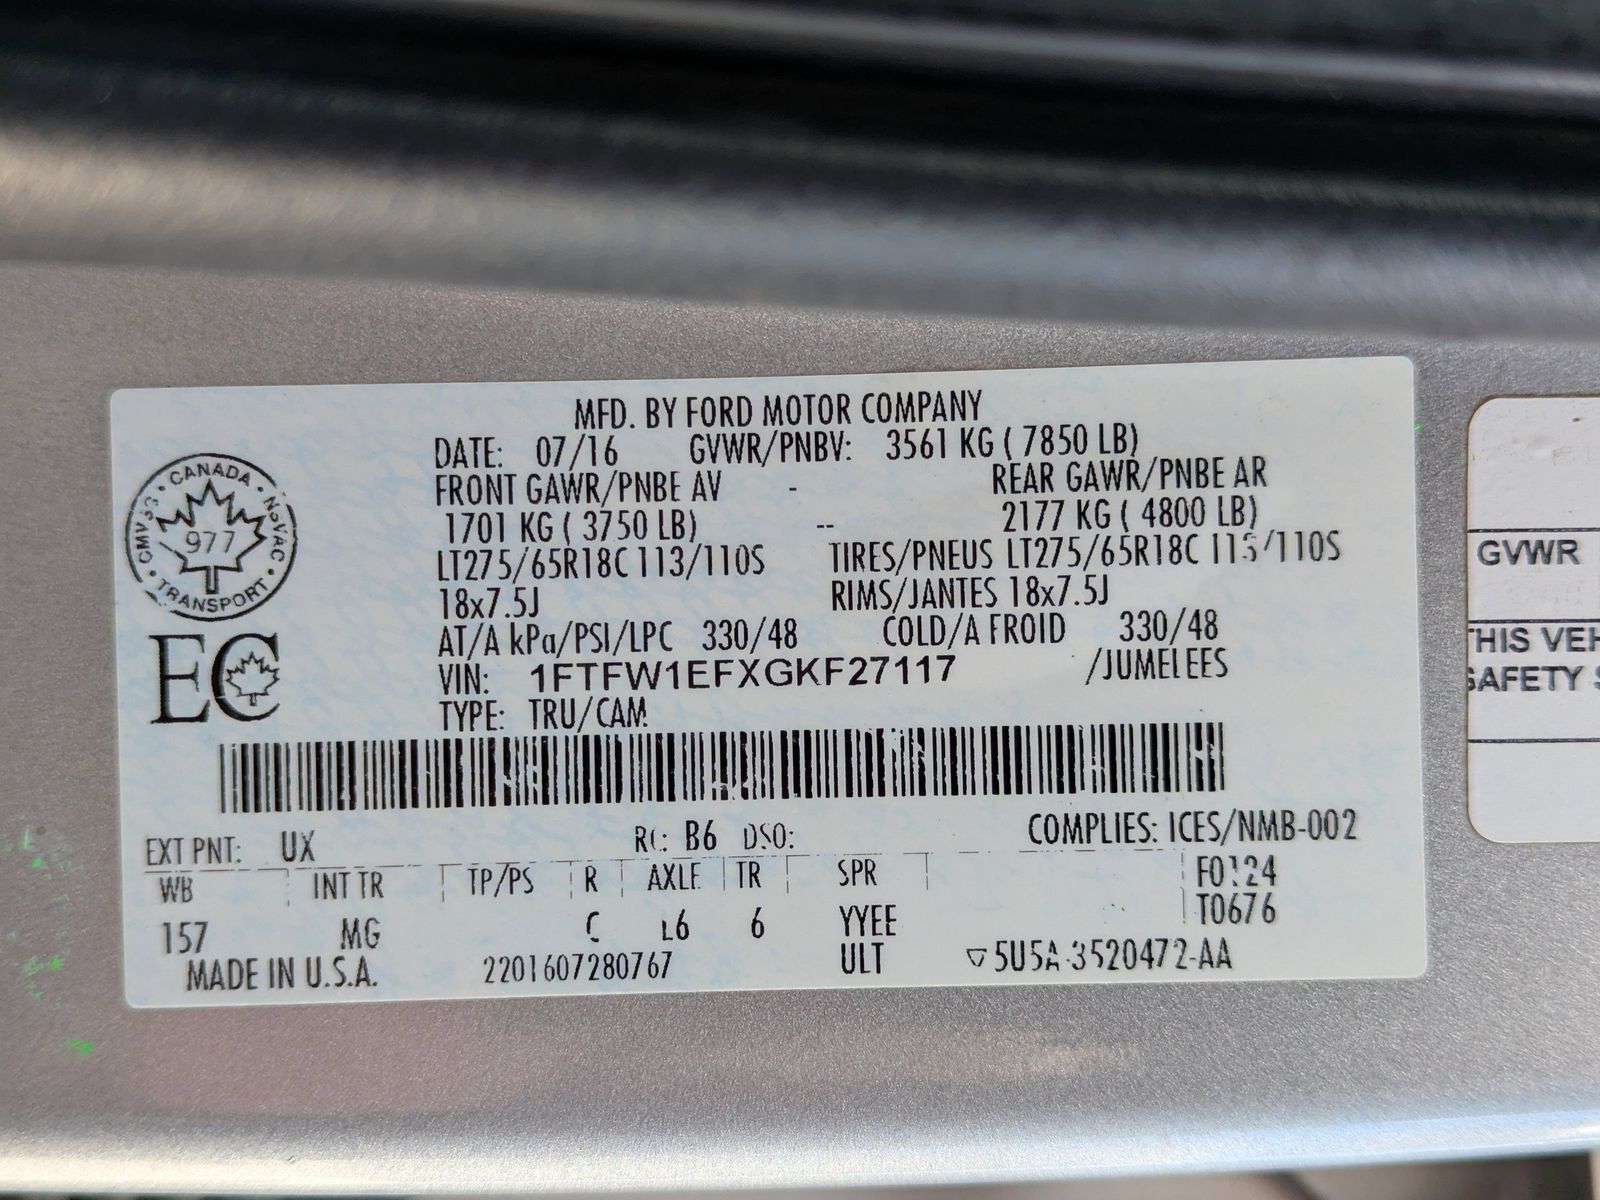 MFD. BY FORD MOTOR COMPANY
DATE: 07/16 GVWR/PNBV: 3561 KG ( 7850 LB)
FRONT GAWR/PNBE AV - REAR GAWR/PNBE AR
1701 KG ( 3750 LB) -- 2177 KG ( 4800 LB)
LT275/65R18C 113/110S TIRES/PNEUS LT275/65R18C 113/110S
18x7.5J RIMS/JANTES 18x7.5J
AT/A kPa/PSI/LPC 330/48 COLD/A FROID 330/48
VIN: 1FTFW1EFXGKF27117 /JUMELEES
TYPE: TRU/CAM
CANADA
CMVSS NSVAC
977
TRANSPORT
EC
EXT PNT: UX RC: B6 DSO: COMPLIES: ICES/NMB-002
WB INT TR TP/PS R AXLE TR SPR F0124
T0676
157 MG L6 6 YYEE
MADE IN U.S.A. 2201607280767 ULT 5U5A-3520472-AA
GVWR
THIS VEH
SAFETY S